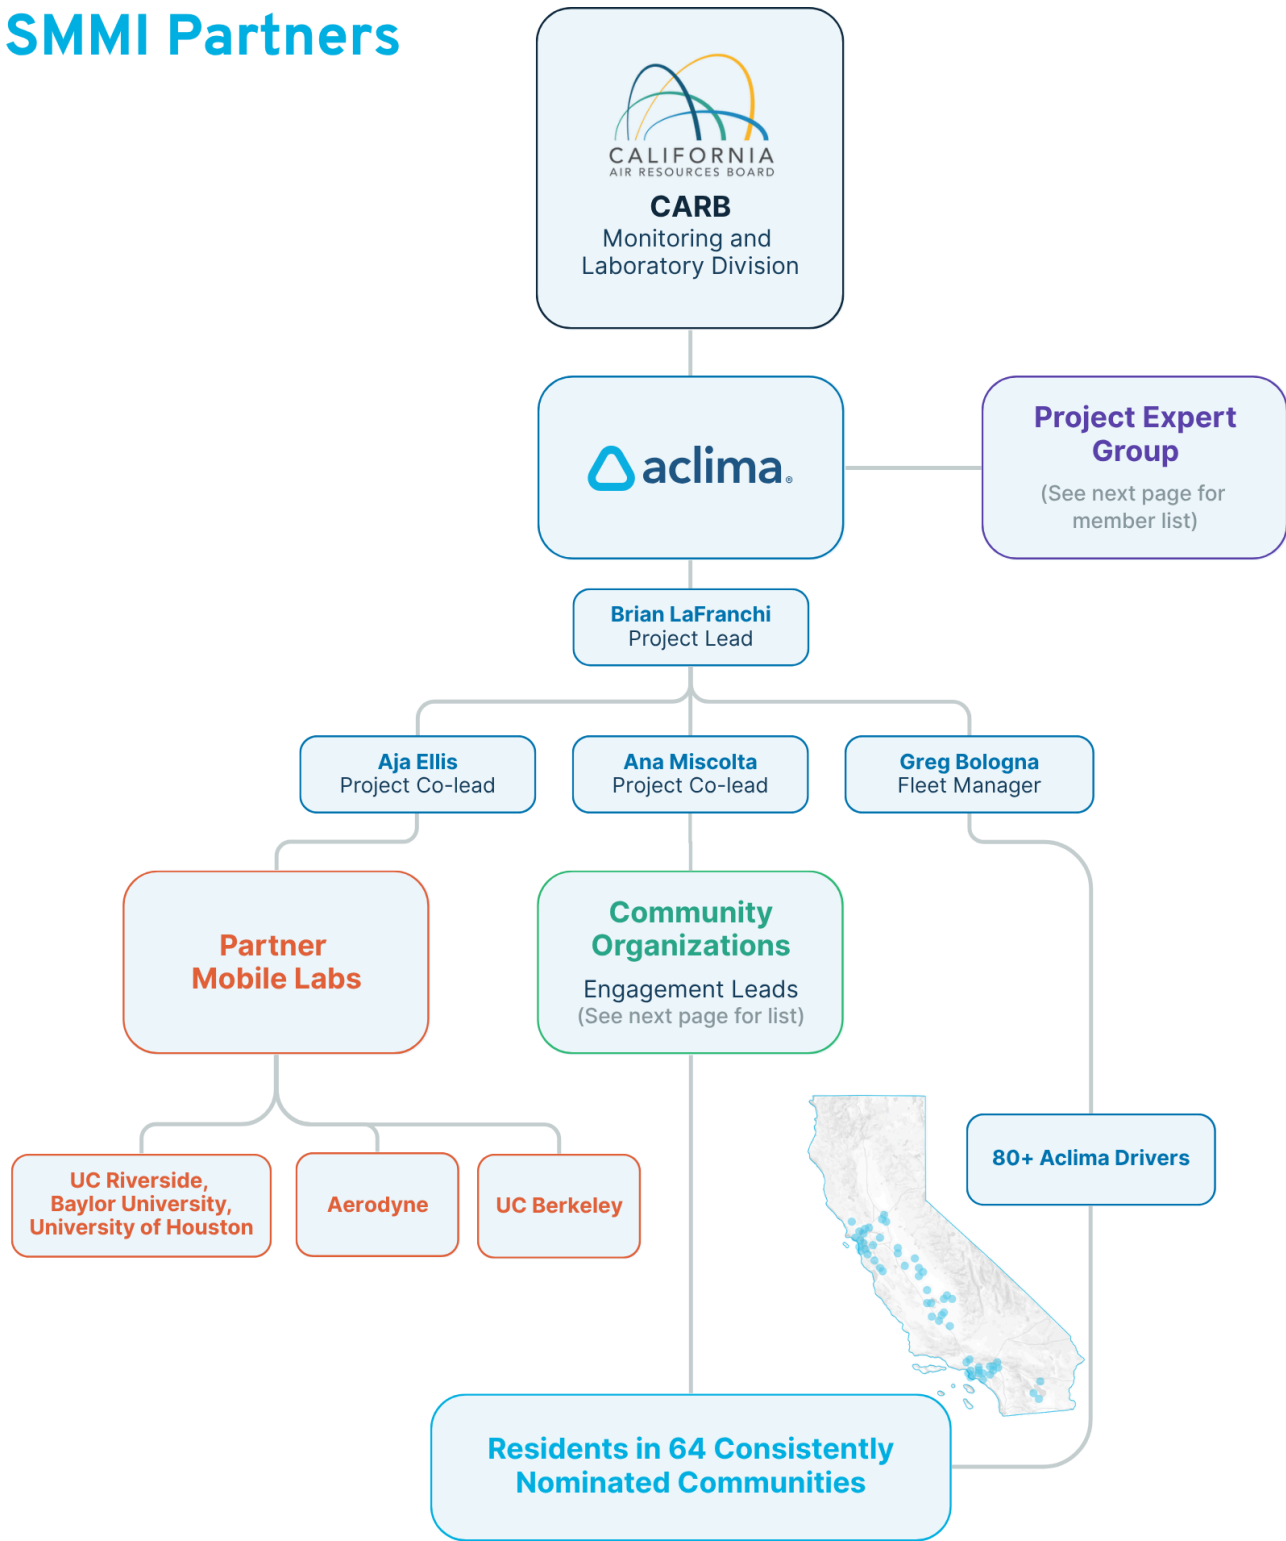 SMMI Partners
CALIFORNIA
AIR RESOURCES BOARD
CARB
Monitoring and
Laboratory Division
aclima®
Project Expert
Group
(See next page for
member list)
Brian LaFranchi
Project Lead
Aja Ellis
Project Co-lead
Ana Miscolta
Project Co-lead
Greg Bologna
Fleet Manager
Partner
Mobile Labs
Community
Organizations
Engagement Leads
(See next page for list)
UC Riverside,
Baylor University,
University of Houston
Aerodyne
UC Berkeley
80+ Aclima Drivers
Residents in 64 Consistently
Nominated Communities